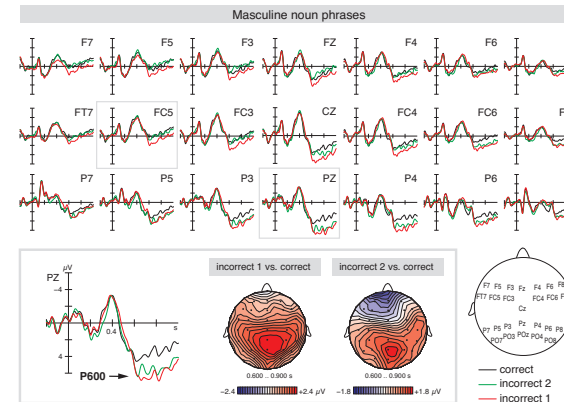 Masculine noun phrases
F7 F5 F3 FZ F4 F6
FT7 FC5 FC3 CZ FC4 FC6
P7 P5 P3 PZ P4 P6
PZ
µV
-4
s
0.4
4
P600
incorrect 1 vs. correct
incorrect 2 vs. correct
0.600 .. 0.900 s
−2.4 +2.4 µV
0.600 .. 0.900 s
−1.8 +1.8 µV
F7 F5 F3 Fz F4 F6 F8
FT7 FC5 FC3 FC4 FC6
Cz
P7 P5 P3 Pz P4 P6 P8
PO7 PO3 POz PO4 PO8
correct
incorrect 2
incorrect 1